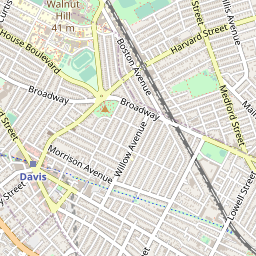 Curtis
Walnut
Hill
41 m
House Boulevard
Boston Avenue
Harvard Street
Broadway
Broadway
Medford Street
Willow Avenue
Morrison Avenue
Davis
Street
Lowell Street